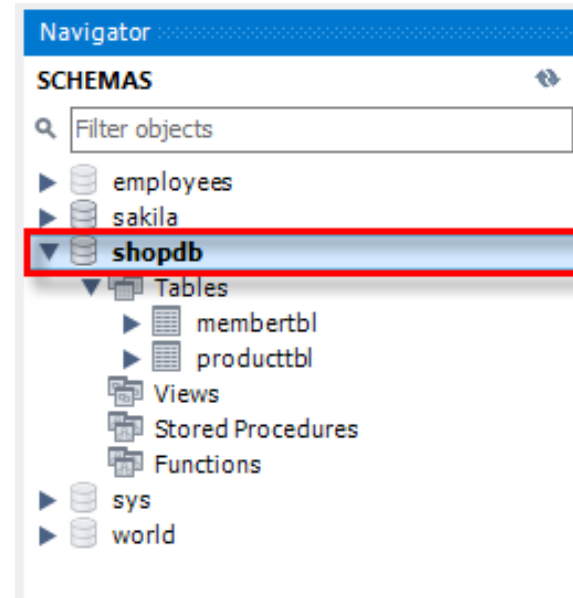 Navigator
SCHEMAS
Filter objects
employees
sakila
shopdb
Tables
membertbl
producttbl
Views
Stored Procedures
Functions
sys
world